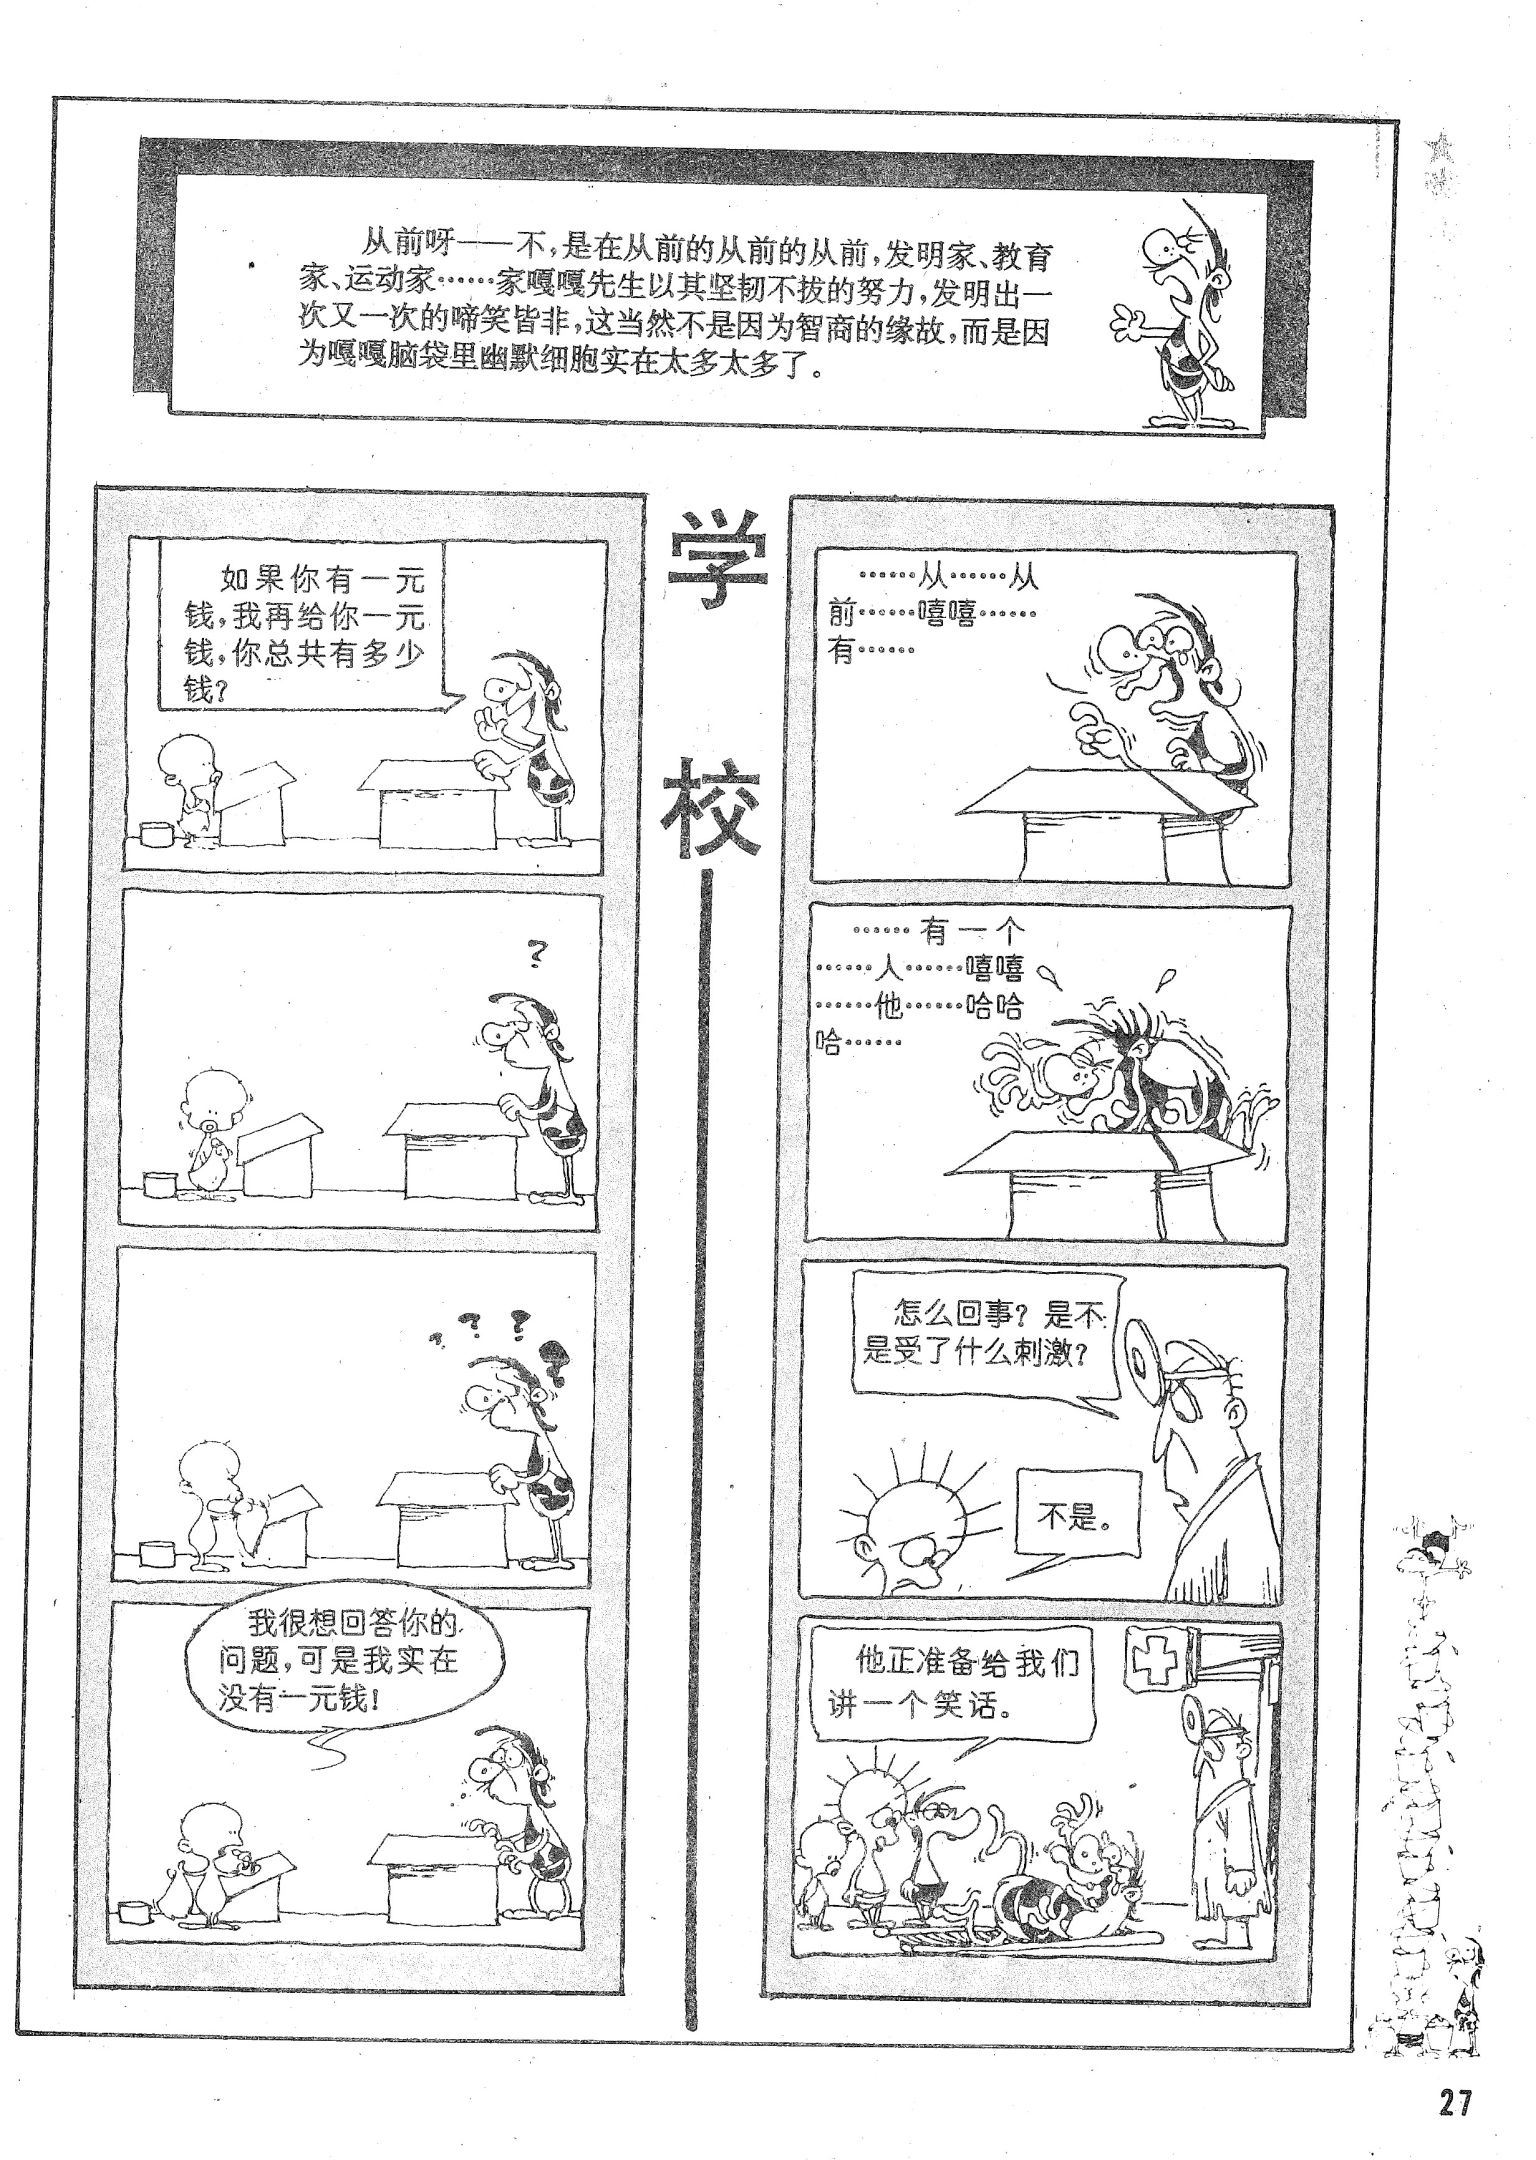 从前呀——不,是在从前的从前的从前,发明家、教育
家、运动家……家嘎嘎先生以其坚韧不拔的努力,发明出一
次又一次的啼笑皆非,这当然不是因为智商的缘故,而是因
为嘎嘎脑袋里幽默细胞实在太多太多了。
学
校
如果你有一元
钱,我再给你一元
钱,你总共有多少
钱?
?
? ? ? ?
我很想回答你的
问题,可是我实在
没有一元钱!
……从……从
前……嘻嘻……
有……
……有一个
……人……嘻嘻
……他……哈哈
哈……
怎么回事?是不
是受了什么刺激?
不是。
他正准备给我们
讲一个笑话。
27